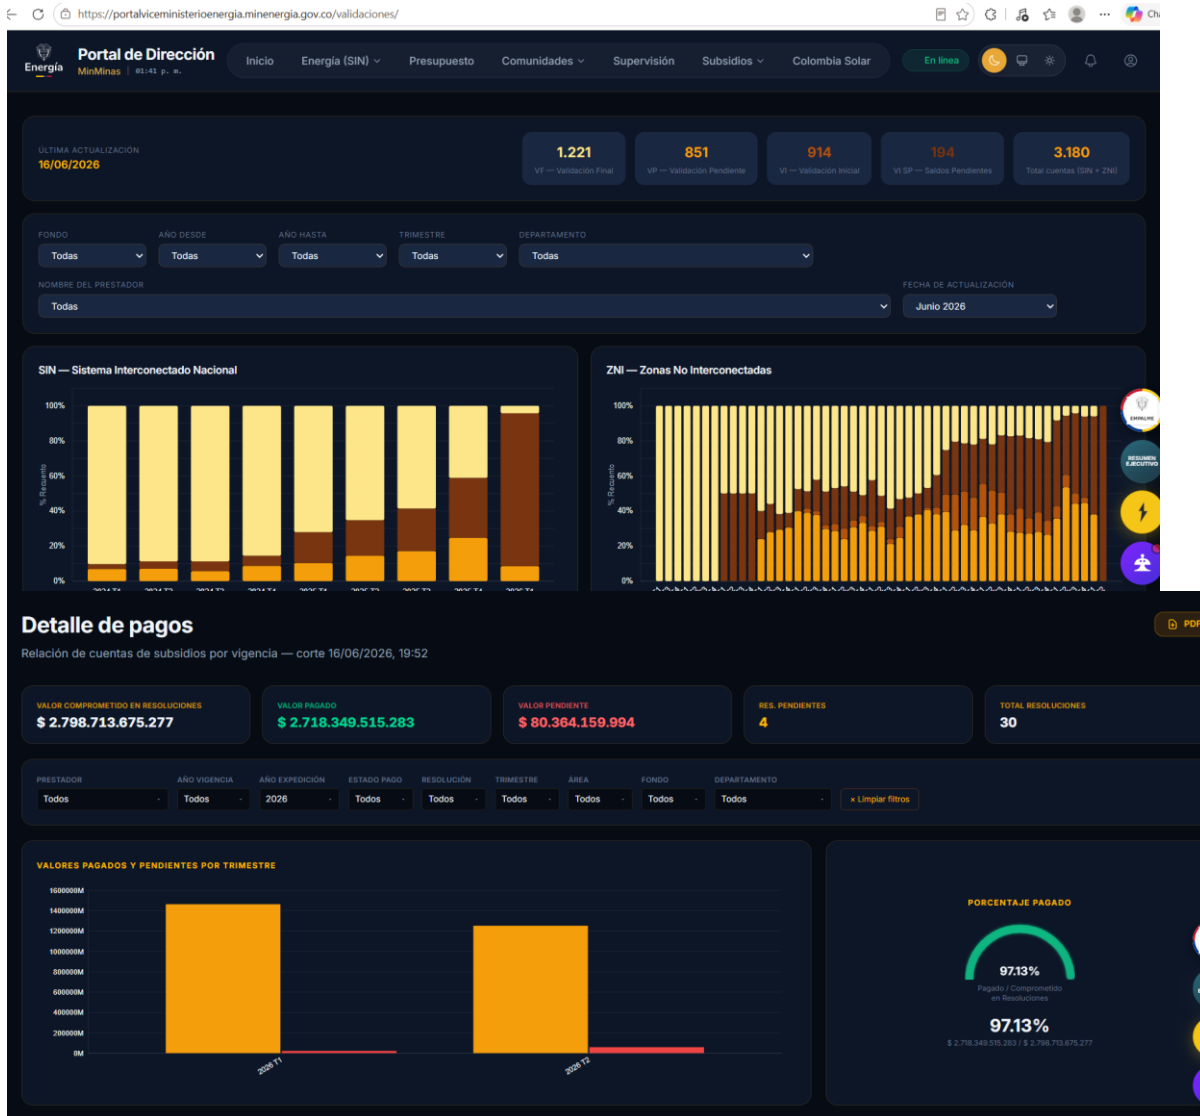 https://portalviceministerioenergia.minenergia.gov.co/validaciones/
Energía
Portal de Dirección
MinMinas | 01:41 p. m.
Inicio
Energía (SIN)
Presupuesto
Comunidades
Supervisión
Subsidios
Colombia Solar
En línea
ÚLTIMA ACTUALIZACIÓN
16/06/2026
1.221
VF — Validación Final
851
VP — Validación Pendiente
914
VI — Validación Inicial
194
VI SP — Saldos Pendientes
3.180
Total cuentas (SIN + ZNI)
FONDO
AÑO DESDE
AÑO HASTA
TRIMESTRE
DEPARTAMENTO
Todas
Todas
Todas
Todas
Todas
NOMBRE DEL PRESTADOR
FECHA DE ACTUALIZACIÓN
Todas
Junio 2026
SIN — Sistema Interconectado Nacional
100%
80%
60%
40%
20%
0%
% Recuento
ZNI — Zonas No Interconectadas
100%
80%
60%
40%
20%
0%
% Recuento
EMPALME
RESUMEN
EJECUTIVO
Detalle de pagos
PDF
Relación de cuentas de subsidios por vigencia — corte 16/06/2026, 19:52
VALOR COMPROMETIDO EN RESOLUCIONES
$ 2.798.713.675.277
VALOR PAGADO
$ 2.718.349.515.283
VALOR PENDIENTE
$ 80.364.159.994
RES. PENDIENTES
4
TOTAL RESOLUCIONES
30
PRESTADOR
AÑO VIGENCIA
AÑO EXPEDICIÓN
ESTADO PAGO
RESOLUCIÓN
TRIMESTRE
ÁREA
FONDO
DEPARTAMENTO
Todos
Todos
2026
Todos
Todos
Todos
Todos
Todos
Todos
× Limpiar filtros
VALORES PAGADOS Y PENDIENTES POR TRIMESTRE
1600000M
1400000M
1200000M
1000000M
800000M
600000M
400000M
200000M
0M
2026 T1
2026 T2
PORCENTAJE PAGADO
97.13%
Pagado / Comprometido
en Resoluciones
97.13%
$ 2.718.349.515.283 / $ 2.798.713.675.277